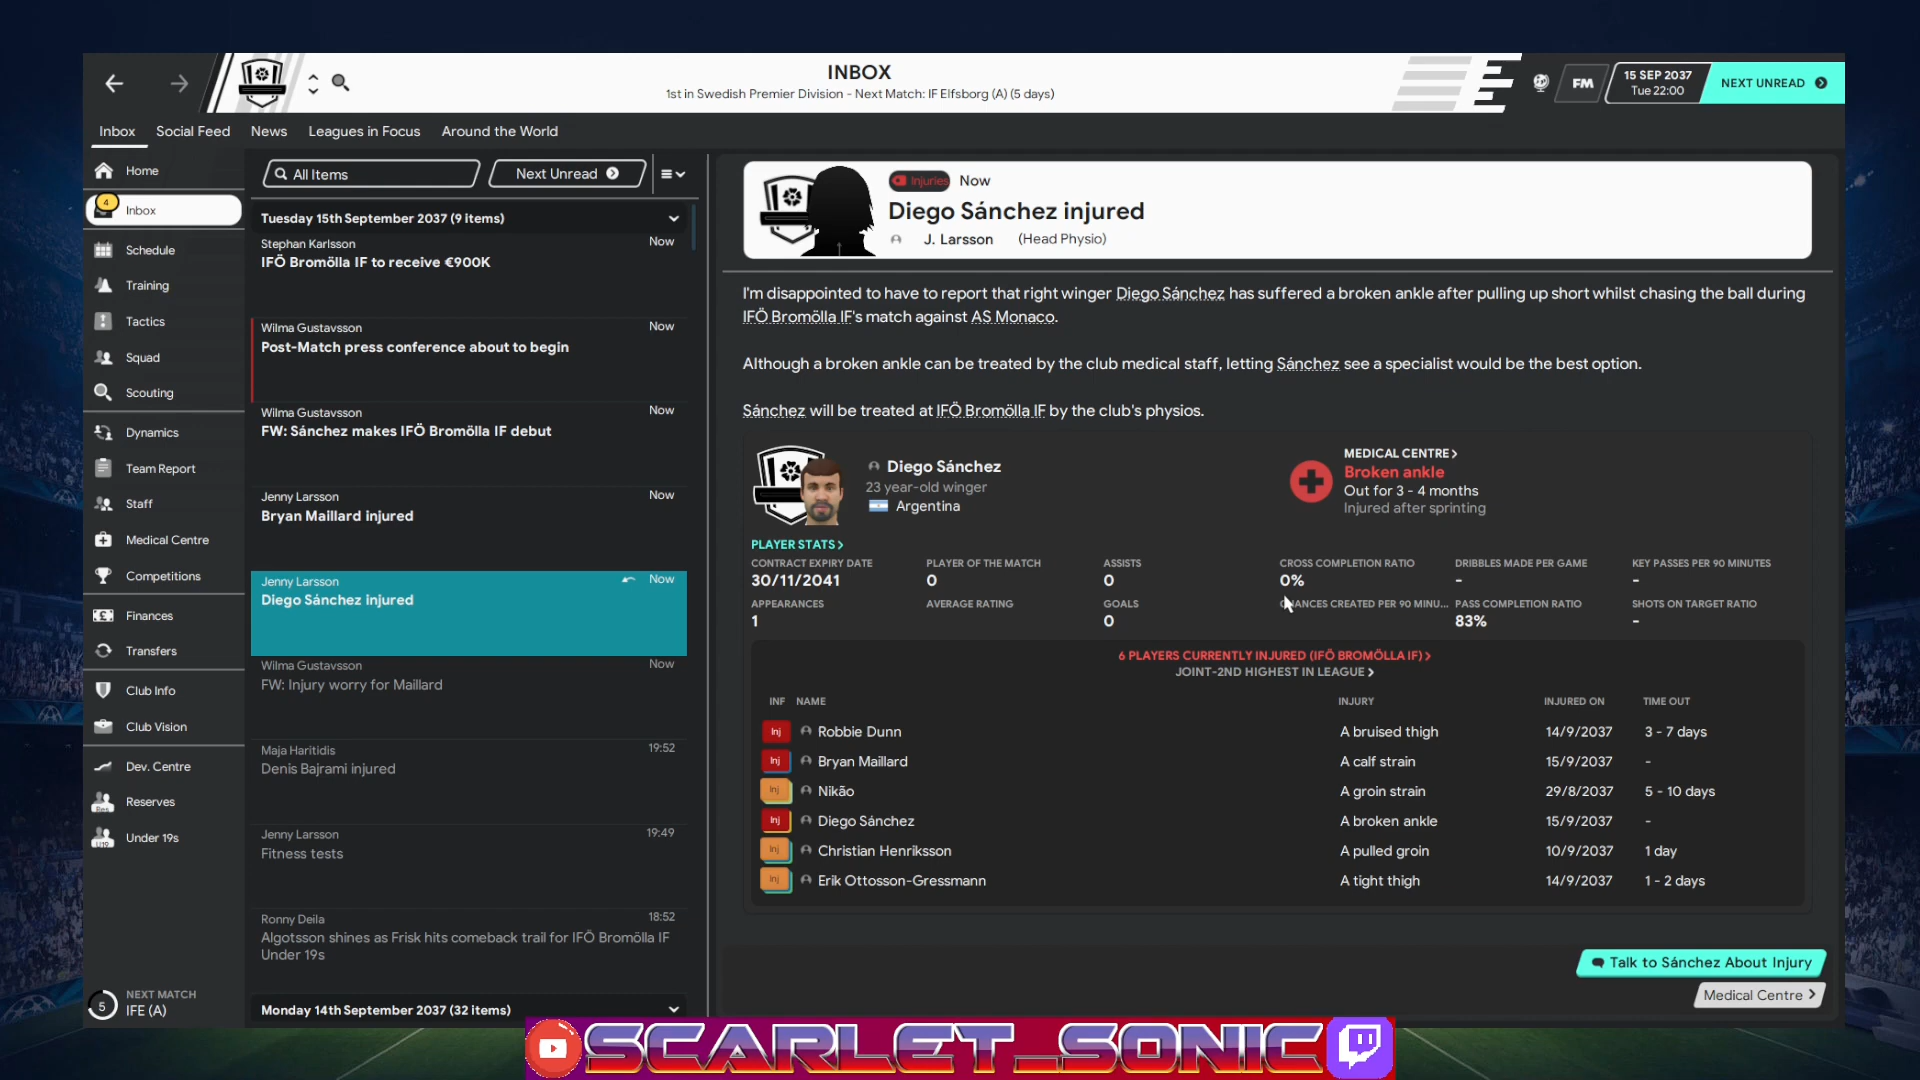 INBOX
1st in Swedish Premier Division - Next Match: IF Elfsborg (A) (5 days)
FM
15 SEP 2037
Tue 22:00
NEXT UNREAD
Inbox
Social Feed
News
Leagues in Focus
Around the World
Home
4
Inbox
Schedule
Training
Tactics
Squad
Scouting
Dynamics
Team Report
Staff
Medical Centre
Competitions
Finances
Transfers
Club Info
Club Vision
Dev. Centre
Reserves
Under 19s
5
NEXT MATCH
IFE (A)
All Items
Next Unread
Tuesday 15th September 2037 (9 items)
Stephan Karlsson
Now
IFÖ Bromölla IF to receive €900K
Wilma Gustavsson
Now
Post-Match press conference about to begin
Wilma Gustavsson
Now
FW: Sánchez makes IFÖ Bromölla IF debut
Jenny Larsson
Now
Bryan Maillard injured
Jenny Larsson
Now
Diego Sánchez injured
Wilma Gustavsson
Now
FW: Injury worry for Maillard
Maja Haritidis
19:52
Denis Bajrami injured
Jenny Larsson
19:49
Fitness tests
Ronny Deila
18:52
Algotsson shines as Frisk hits comeback trail for IFÖ Bromölla IF
Under 19s
Monday 14th September 2037 (32 items)
Injuries
Now
Diego Sánchez injured
J. Larsson (Head Physio)
I'm disappointed to have to report that right winger Diego Sánchez has suffered a broken ankle after pulling up short whilst chasing the ball during
IFÖ Bromölla IF's match against AS Monaco.
Although a broken ankle can be treated by the club medical staff, letting Sánchez see a specialist would be the best option.
Sánchez will be treated at IFÖ Bromölla IF by the club's physios.
Diego Sánchez
23 year-old winger
Argentina
MEDICAL CENTRE >
Broken ankle
Out for 3 - 4 months
Injured after sprinting
PLAYER STATS >
CONTRACT EXPIRY DATE
30/11/2041
PLAYER OF THE MATCH
0
ASSISTS
0
CROSS COMPLETION RATIO
0%
DRIBBLES MADE PER GAME
-
KEY PASSES PER 90 MINUTES
-
APPEARANCES
1
AVERAGE RATING
GOALS
0
CHANCES CREATED PER 90 MINU...
PASS COMPLETION RATIO
83%
SHOTS ON TARGET RATIO
-
6 PLAYERS CURRENTLY INJURED (IFÖ BROMÖLLA IF) >
JOINT-2ND HIGHEST IN LEAGUE >
INF NAME INJURY INJURED ON TIME OUT
Inj Robbie Dunn A bruised thigh 14/9/2037 3 - 7 days
Inj Bryan Maillard A calf strain 15/9/2037 -
Inj Nikão A groin strain 29/8/2037 5 - 10 days
Inj Diego Sánchez A broken ankle 15/9/2037 -
Inj Christian Henriksson A pulled groin 10/9/2037 1 day
Inj Erik Ottosson-Gressmann A tight thigh 14/9/2037 1 - 2 days
Talk to Sánchez About Injury
Medical Centre >
SCARLET_SONIC